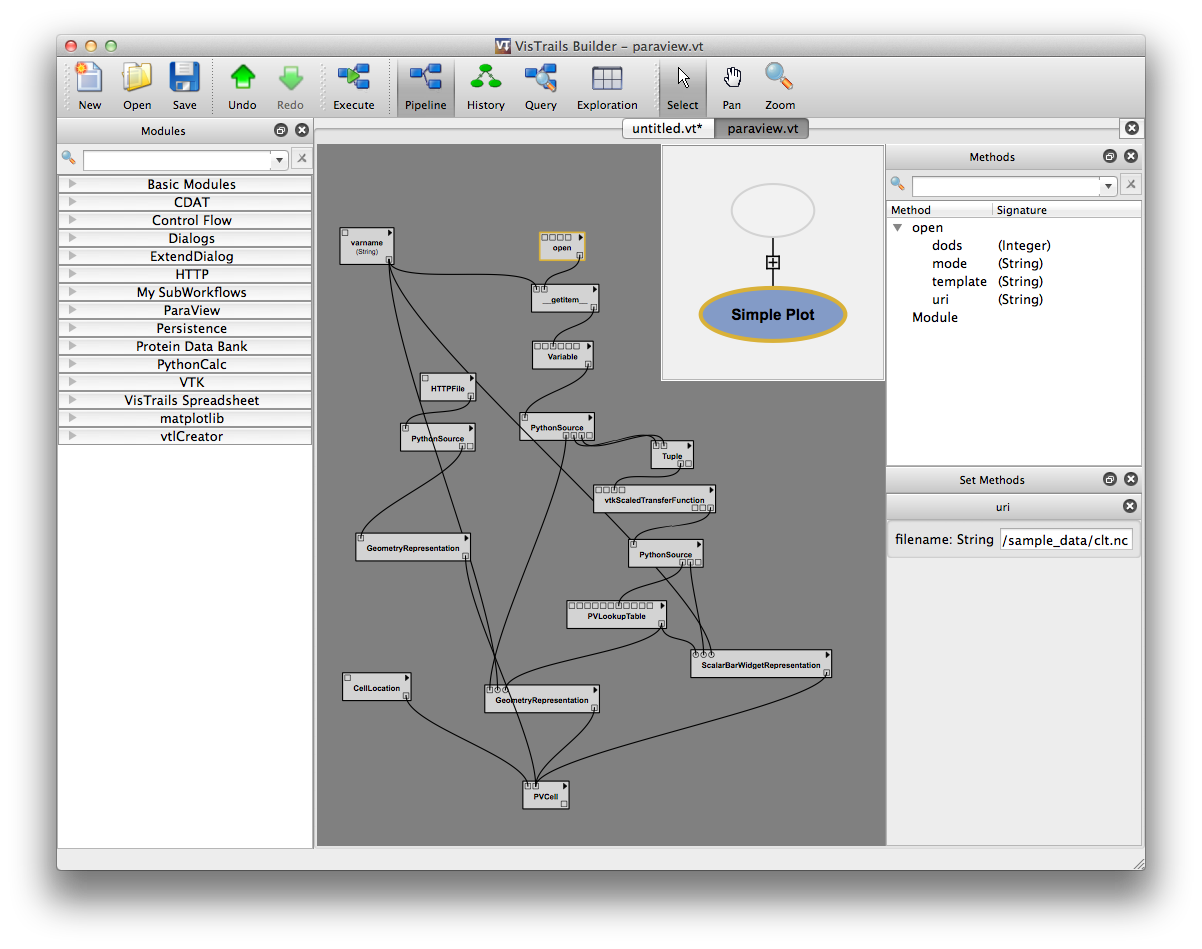 VT VisTrails Builder – paraview.vt
New Open Save Undo Redo Execute Pipeline History Query Exploration Select Pan Zoom
Modules
Basic Modules
CDAT
Control Flow
Dialogs
ExtendDialog
HTTP
My SubWorkflows
ParaView
Persistence
Protein Data Bank
PythonCalc
VTK
VisTrails Spreadsheet
matplotlib
vtlCreator
untitled.vt* paraview.vt
varname
(String)
open
__getitem__
Variable
HTTPFile
PythonSource
PythonSource
Tuple
vtkScaledTransferFunction
GeometryRepresentation
PythonSource
PVLookupTable
ScalarBarWidgetRepresentation
CellLocation
GeometryRepresentation
PVCell
Simple Plot
Methods
Method Signature
open
dods (Integer)
mode (String)
template (String)
uri (String)
Module
Set Methods
uri
filename: String /sample_data/clt.nc